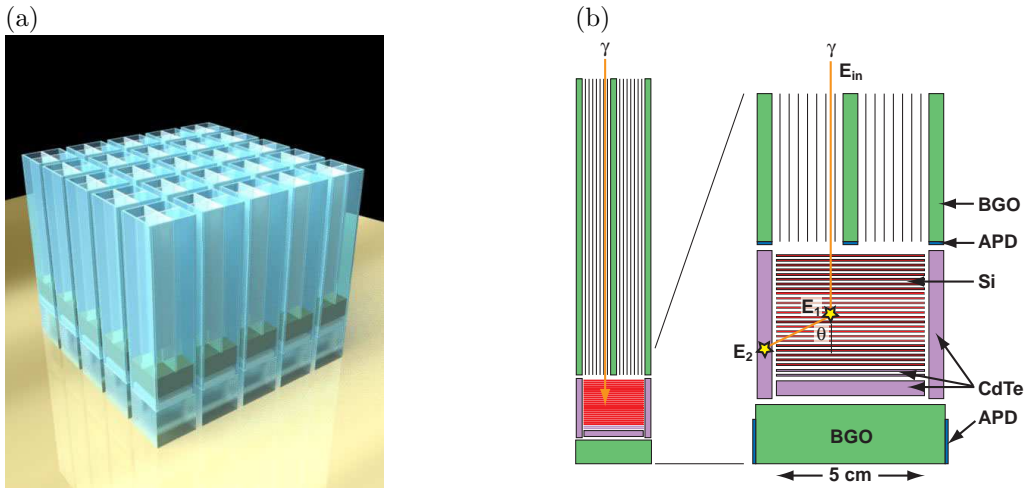 (a)
(b)
γ
γ
E_in
BGO
APD
Si
E_1
θ
E_2
CdTe
APD
BGO
5 cm